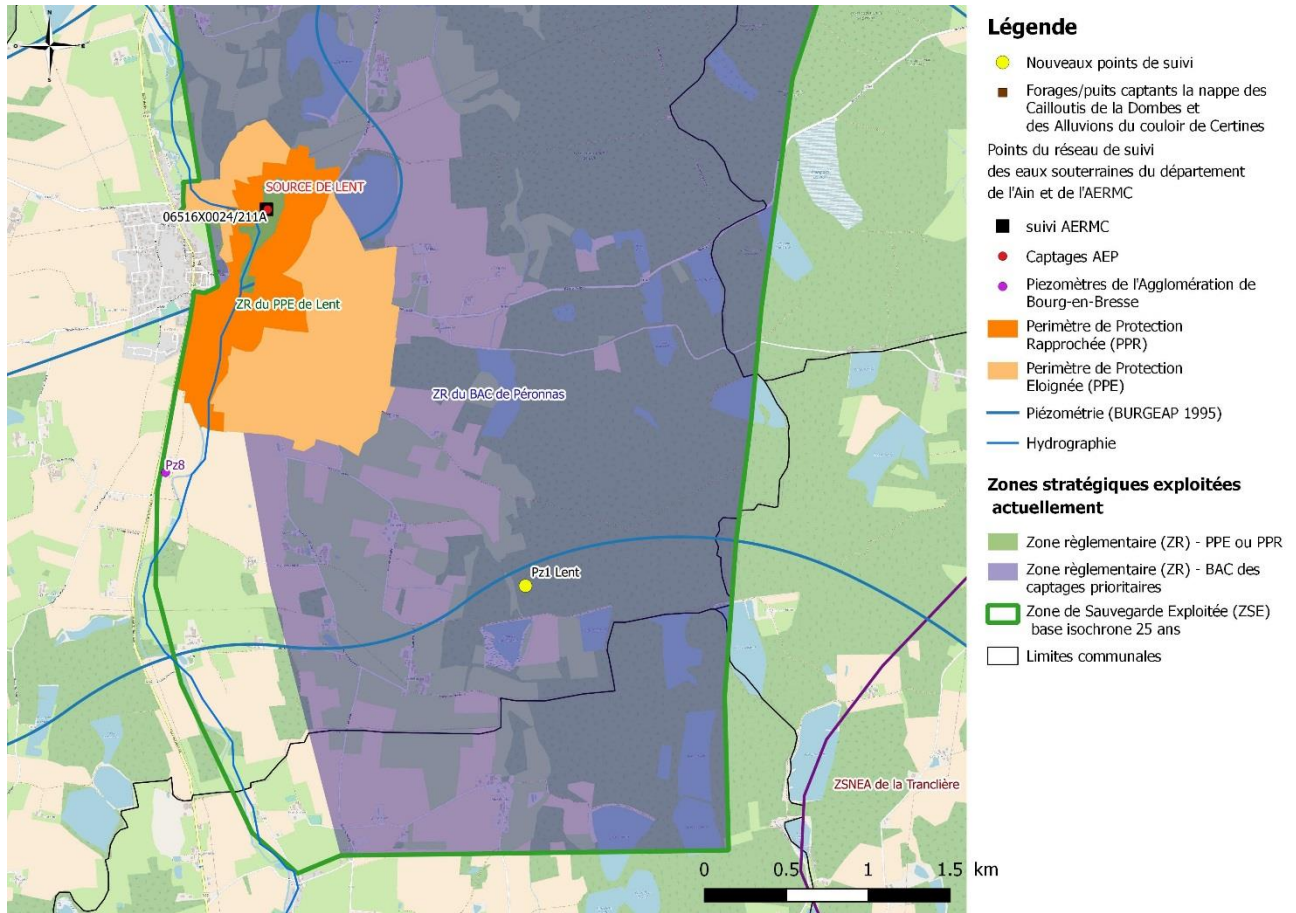 N
O
E
S
SOURCE DE LENT
06516X0024/211A
ZR du PPE de Lent
ZR du BAC de Péronnas
Pz8
Pz1 Lent
ZSNEA de la Tranclière
0
0.5
1
1.5 km
Légende
Nouveaux points de suivi
Forages/puits captants la nappe des
Cailloutis de la Dombes et
des Alluvions du couloir de Certines
Points du réseau de suivi
des eaux souterraines du département
de l'Ain et de l'AERMC
suivi AERMC
Captages AEP
Piezomètres de l'Agglomération de
Bourg-en-Bresse
Perimètre de Protection
Rapprochée (PPR)
Perimètre de Protection
Eloignée (PPE)
Piézométrie (BURGEAP 1995)
Hydrographie
Zones stratégiques exploitées
actuellement
Zone règlementaire (ZR) - PPE ou PPR
Zone règlementaire (ZR) - BAC des
captages prioritaires
Zone de Sauvegarde Exploitée (ZSE)
base isochrone 25 ans
Limites communales